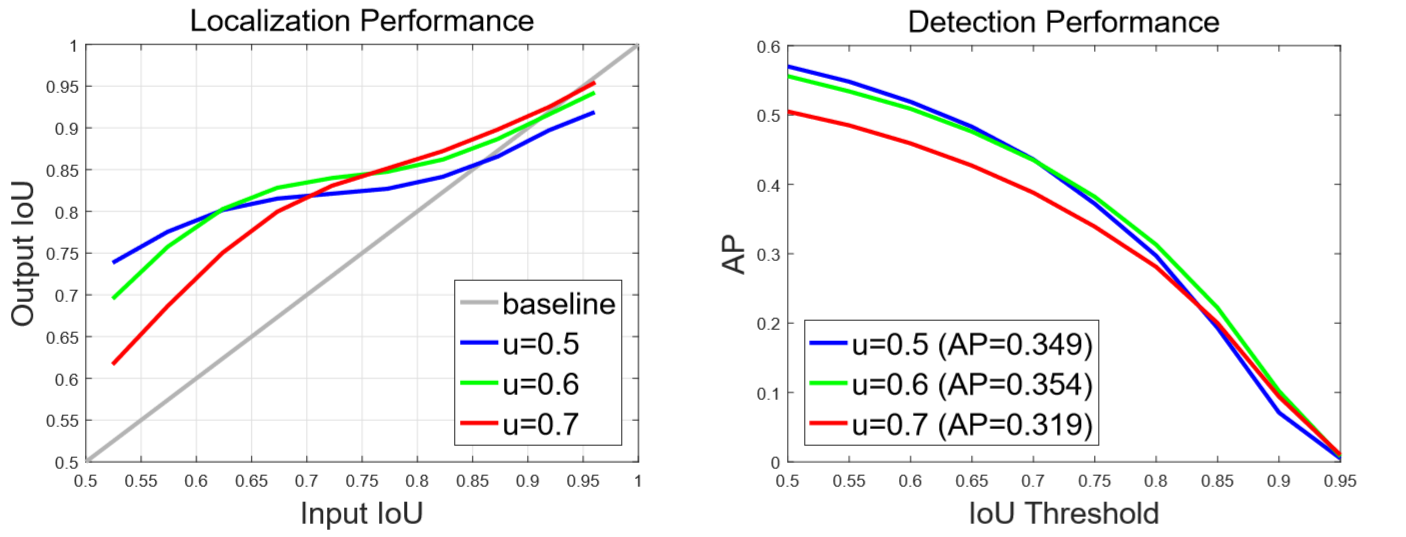 Localization Performance
1
0.95
0.9
0.85
0.8
0.75
0.7
0.65
0.6
0.55
0.5
Output IoU
baseline
u=0.5
u=0.6
u=0.7
0.5 0.55 0.6 0.65 0.7 0.75 0.8 0.85 0.9 0.95 1
Input IoU
Detection Performance
0.6
0.5
0.4
0.3
0.2
0.1
0
AP
u=0.5 (AP=0.349)
u=0.6 (AP=0.354)
u=0.7 (AP=0.319)
0.5 0.55 0.6 0.65 0.7 0.75 0.8 0.85 0.9 0.95
IoU Threshold